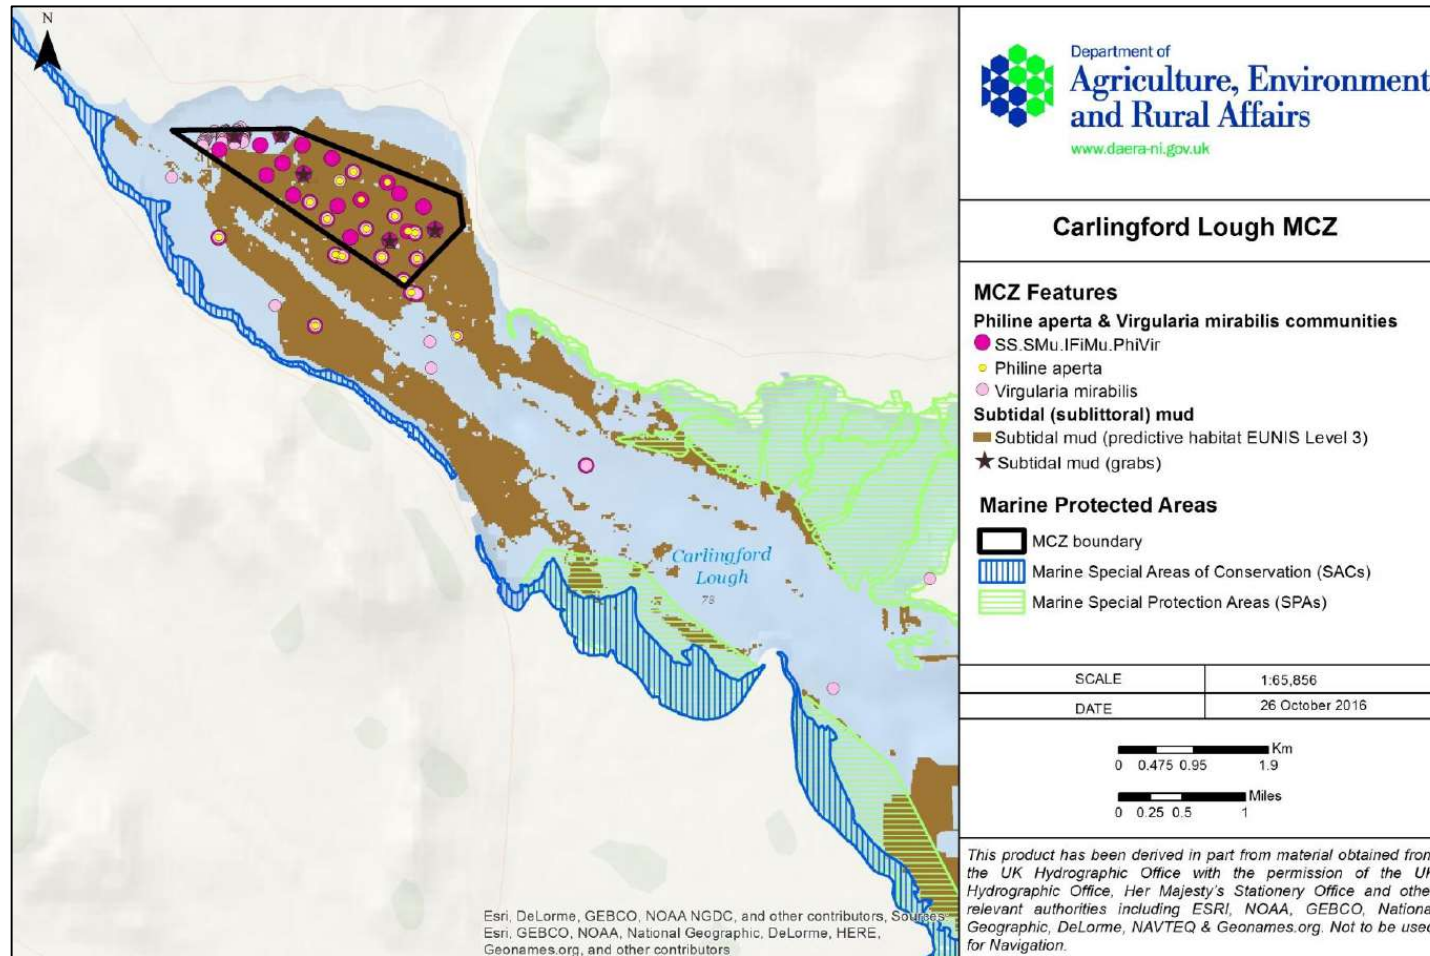 N
Department of
Agriculture, Environment
and Rural Affairs
www.daera-ni.gov.uk
Carlingford Lough MCZ
MCZ Features
Philine aperta & Virgularia mirabilis communities
SS.SMu.IFiMu.PhiVir
Philine aperta
Virgularia mirabilis
Subtidal (sublittoral) mud
Subtidal mud (predictive habitat EUNIS Level 3)
Subtidal mud (grabs)
Marine Protected Areas
MCZ boundary
Marine Special Areas of Conservation (SACs)
Marine Special Protection Areas (SPAs)
Carlingford
Lough
78
SCALE 1:65,856
DATE 26 October 2016
Km
0 0.475 0.95 1.9
Miles
0 0.25 0.5 1
This product has been derived in part from material obtained from
the UK Hydrographic Office with the permission of the UK
Hydrographic Office, Her Majesty's Stationery Office and other
relevant authorities including ESRI, NOAA, GEBCO, National
Geographic, DeLorme, NAVTEQ & Geonames.org. Not to be used
for Navigation.
Esri, DeLorme, GEBCO, NOAA NGDC, and other contributors, Sources:
Esri, GEBCO, NOAA, National Geographic, DeLorme, HERE,
Geonames.org, and other contributors